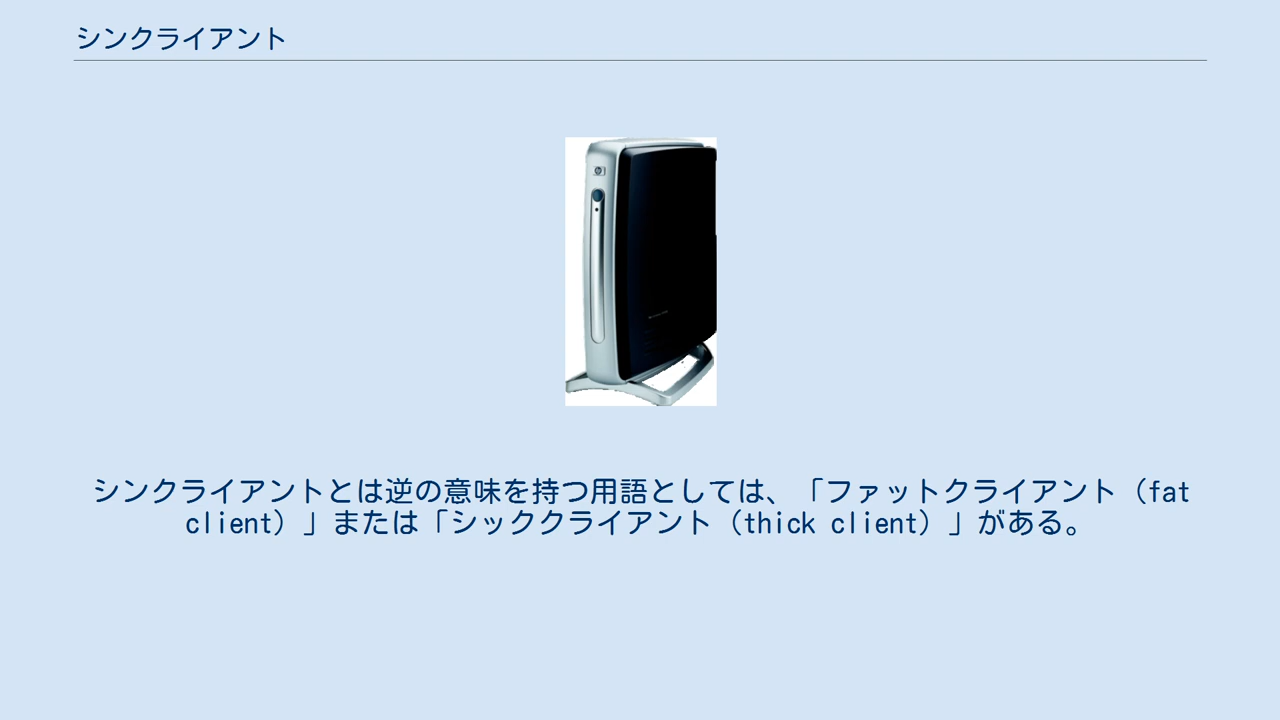 シンクライアント
シンクライアントとは逆の意味を持つ用語としては、「ファットクライアント（fat
client）」または「シッククライアント（thick client）」がある。